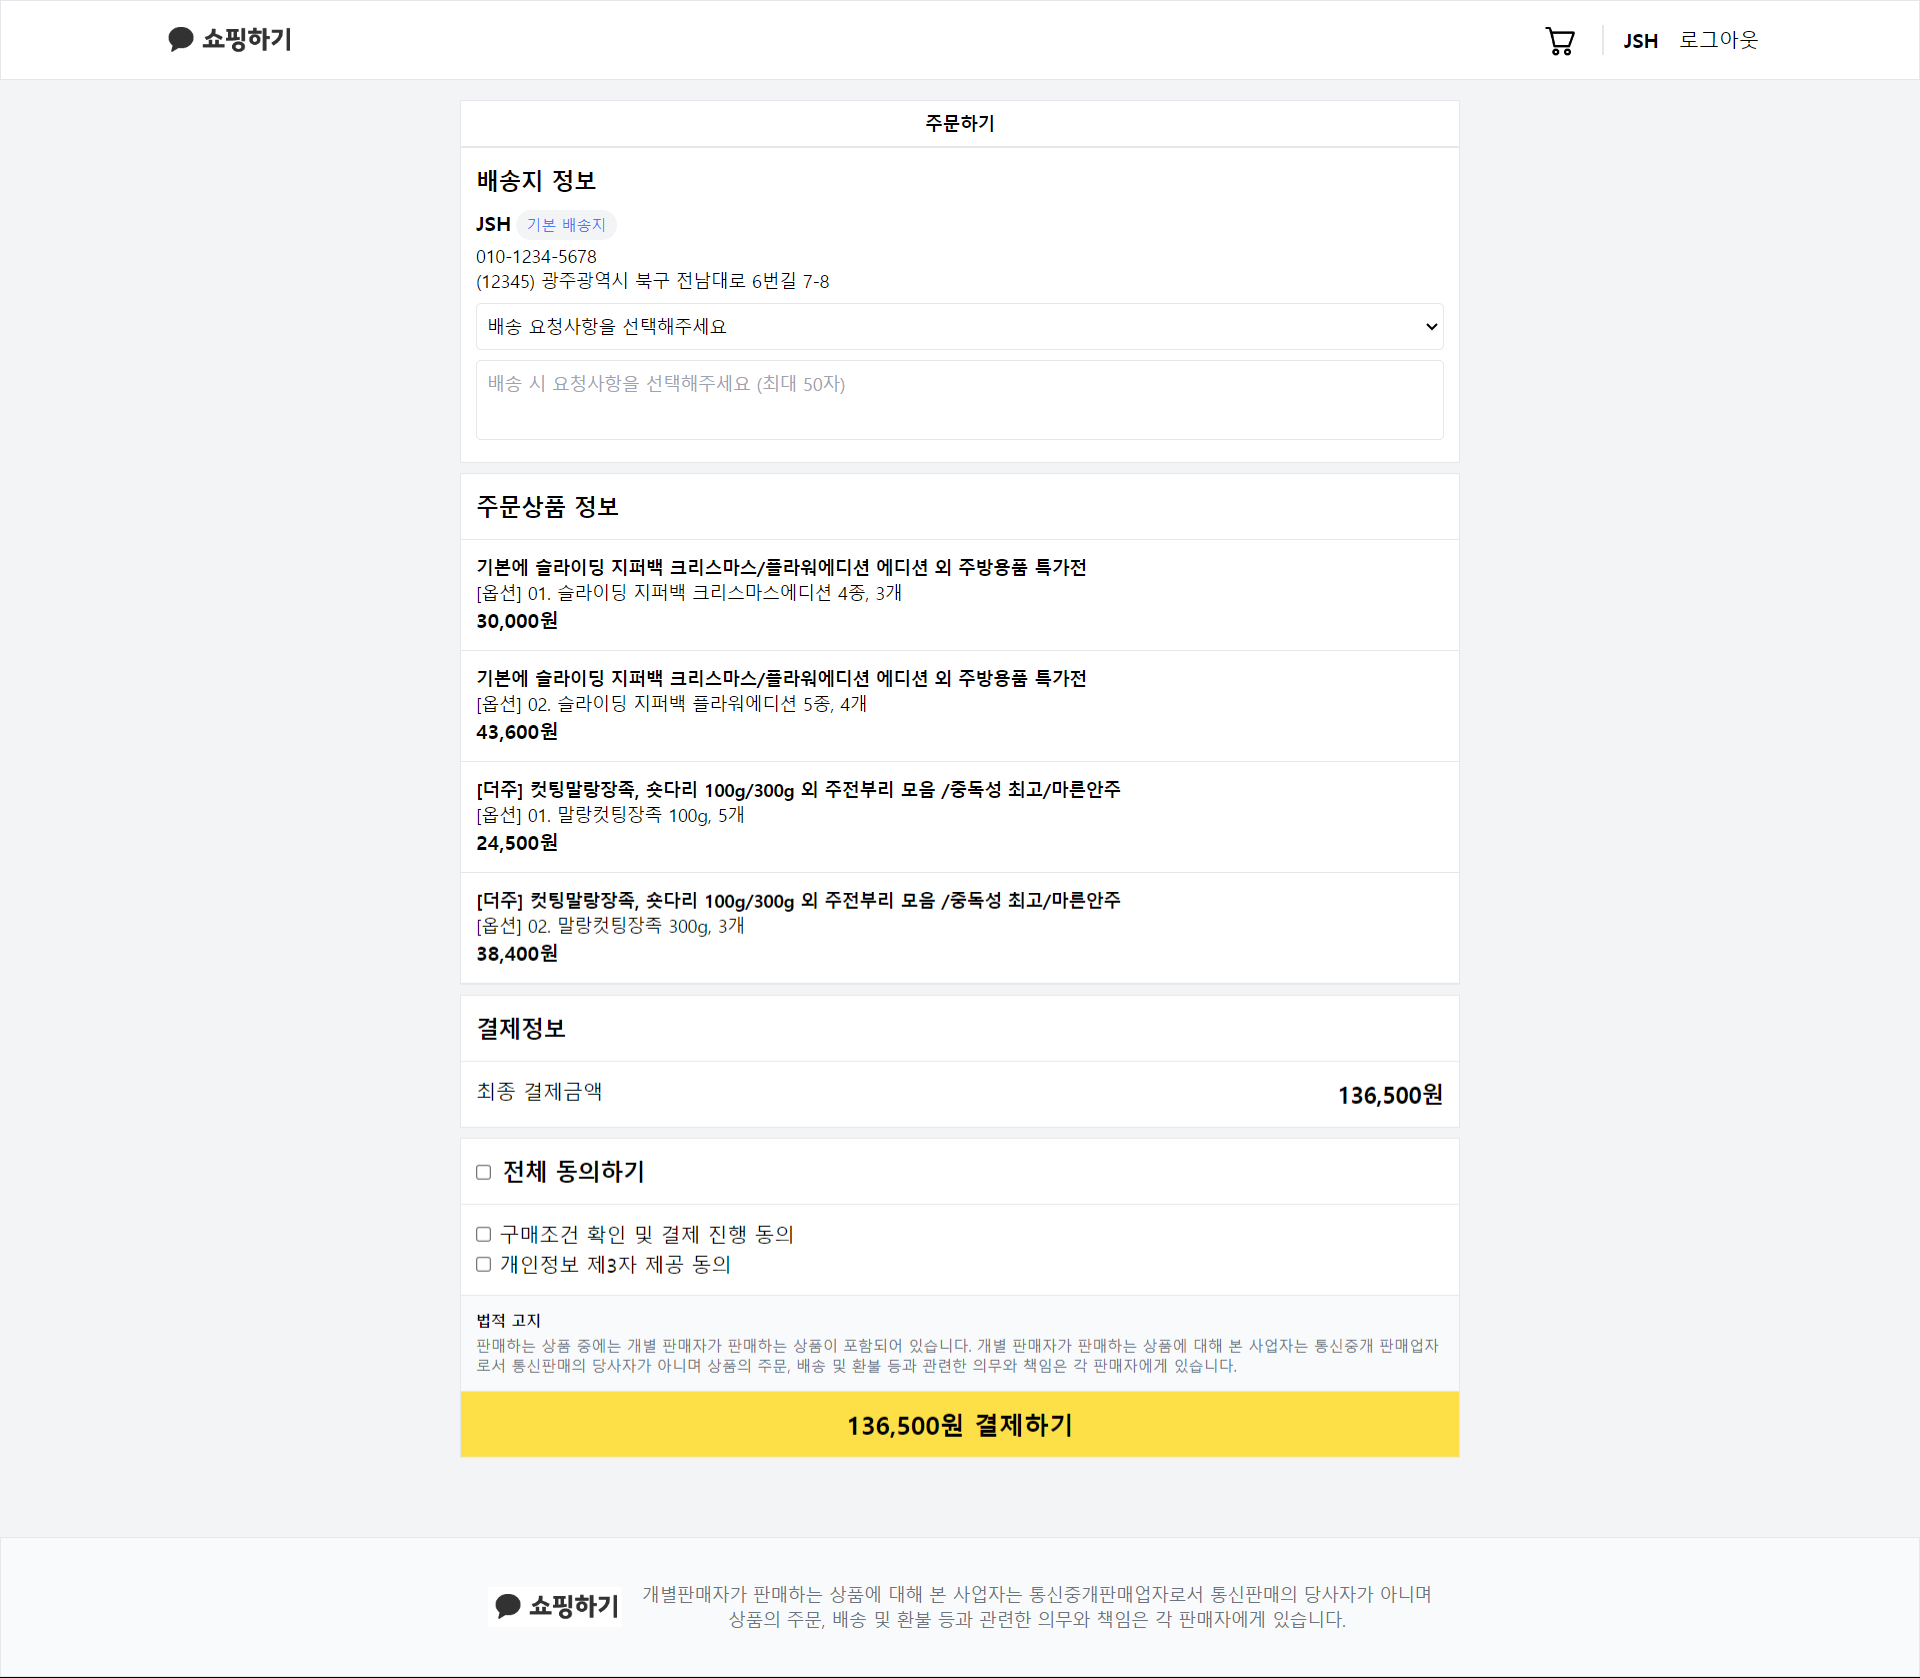 쇼핑하기
JSH 로그아웃
주문하기
배송지 정보
JSH 기본 배송지
010-1234-5678
(12345) 광주광역시 북구 전남대로 6번길 7-8
배송 요청사항을 선택해주세요
배송 시 요청사항을 선택해주세요 (최대 50자)
주문상품 정보
기본에 슬라이딩 지퍼백 크리스마스/플라워에디션 에디션 외 주방용품 특가전
[옵션] 01. 슬라이딩 지퍼백 크리스마스에디션 4종, 3개
30,000원
기본에 슬라이딩 지퍼백 크리스마스/플라워에디션 에디션 외 주방용품 특가전
[옵션] 02. 슬라이딩 지퍼백 플라워에디션 5종, 4개
43,600원
[더주] 컷팅말랑장족, 숏다리 100g/300g 외 주전부리 모음 /중독성 최고/마른안주
[옵션] 01. 말랑컷팅장족 100g, 5개
24,500원
[더주] 컷팅말랑장족, 숏다리 100g/300g 외 주전부리 모음 /중독성 최고/마른안주
[옵션] 02. 말랑컷팅장족 300g, 3개
38,400원
결제정보
최종 결제금액 136,500원
전체 동의하기
구매조건 확인 및 결제 진행 동의
개인정보 제3자 제공 동의
법적 고지
판매하는 상품 중에는 개별 판매자가 판매하는 상품이 포함되어 있습니다. 개별 판매자가 판매하는 상품에 대해 본 사업자는 통신중개 판매업자
로서 통신판매의 당사자가 아니며 상품의 주문, 배송 및 환불 등과 관련한 의무와 책임은 각 판매자에게 있습니다.
136,500원 결제하기
쇼핑하기
개별판매자가 판매하는 상품에 대해 본 사업자는 통신중개판매업자로서 통신판매의 당사자가 아니며
상품의 주문, 배송 및 환불 등과 관련한 의무와 책임은 각 판매자에게 있습니다.